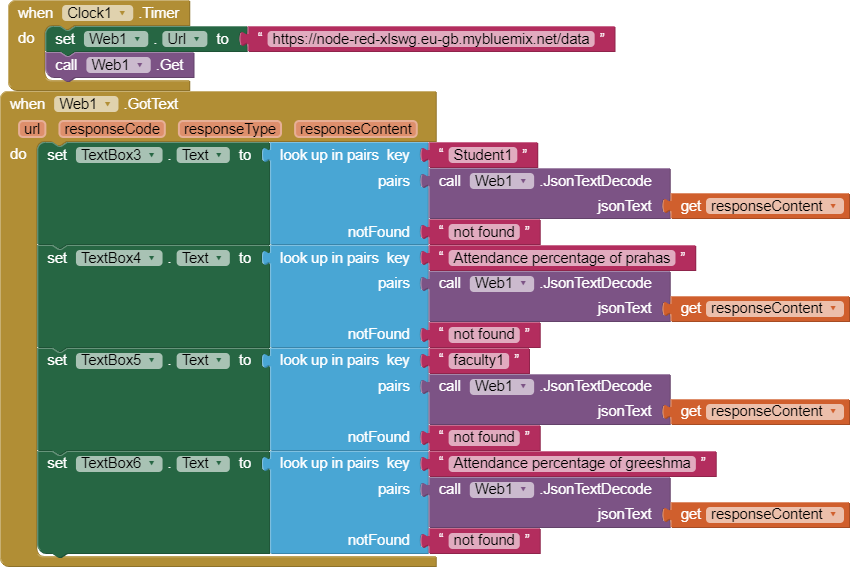 when Clock1 .Timer
do set Web1 . Url to " https://node-red-xlswg.eu-gb.mybluemix.net/data "
call Web1 .Get
when Web1 .GotText
url responseCode responseType responseContent
do set TextBox3 . Text to look up in pairs key " Student1 "
pairs call Web1 .JsonTextDecode
jsonText get responseContent
notFound " not found "
set TextBox4 . Text to look up in pairs key " Attendance percentage of prahas "
pairs call Web1 .JsonTextDecode
jsonText get responseContent
notFound " not found "
set TextBox5 . Text to look up in pairs key " faculty1 "
pairs call Web1 .JsonTextDecode
jsonText get responseContent
notFound " not found "
set TextBox6 . Text to look up in pairs key " Attendance percentage of greeshma "
pairs call Web1 .JsonTextDecode
jsonText get responseContent
notFound " not found "